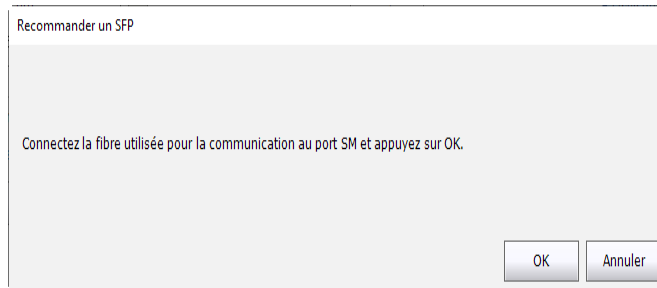 Recommander un SFP
Connectez la fibre utilisée pour la communication au port SM et appuyez sur OK.
OK
Annuler